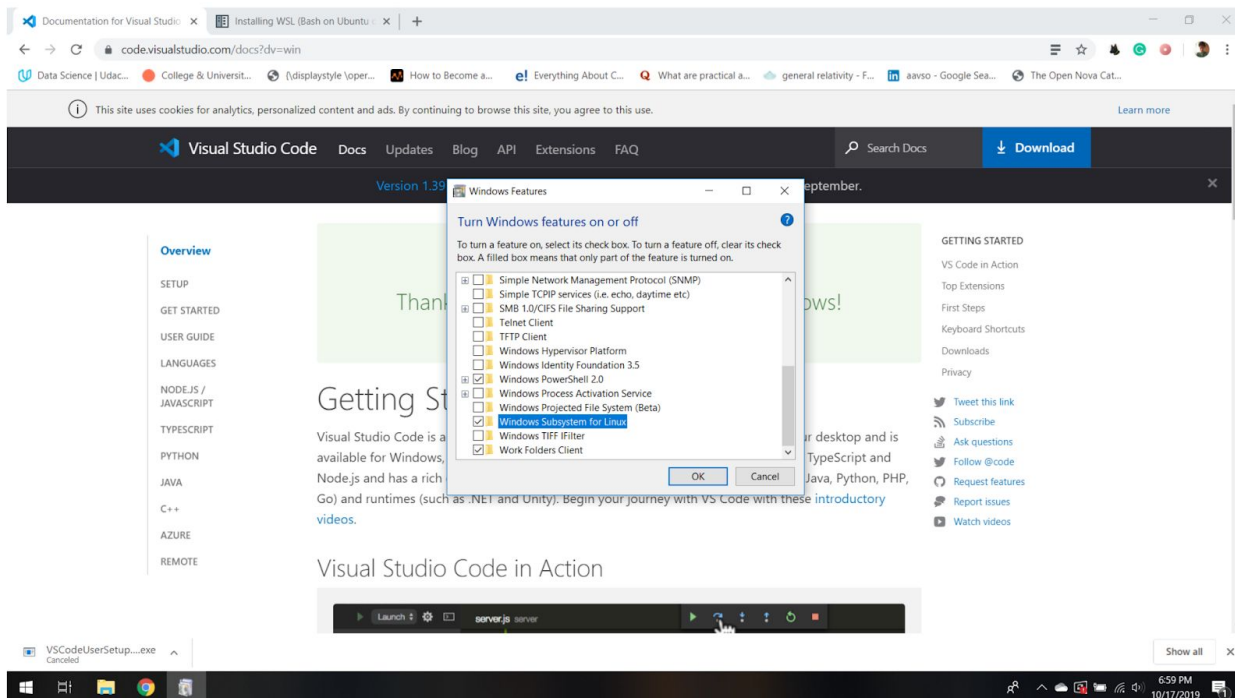 Documentation for Visual Studio
Installing WSL (Bash on Ubuntu
code.visualstudio.com/docs?dv=win
Data Science | Udac...
College & Universit...
(\displaystyle \oper...
How to Become a...
Everything About C...
What are practical a...
general relativity - F...
aavso - Google Sea...
The Open Nova Cat...
This site uses cookies for analytics, personalized content and ads. By continuing to browse this site, you agree to this use.
Learn more
Visual Studio Code
Docs
Updates
Blog
API
Extensions
FAQ
Search Docs
Download
Version 1.39
eptember.
Overview
SETUP
GET STARTED
USER GUIDE
LANGUAGES
NODE.JS /
JAVASCRIPT
TYPESCRIPT
PYTHON
JAVA
C++
AZURE
REMOTE
Thank
ows!
Windows Features
Turn Windows features on or off
To turn a feature on, select its check box. To turn a feature off, clear its check
box. A filled box means that only part of the feature is turned on.
Simple Network Management Protocol (SNMP)
Simple TCPIP services (i.e. echo, daytime etc)
SMB 1.0/CIFS File Sharing Support
Telnet Client
TFTP Client
Windows Hypervisor Platform
Windows Identity Foundation 3.5
Windows PowerShell 2.0
Windows Process Activation Service
Windows Projected File System (Beta)
Windows Subsystem for Linux
Windows TIFF IFilter
Work Folders Client
OK
Cancel
Getting St
Visual Studio Code is a
ur desktop and is
available for Windows,
TypeScript and
Node.js and has a rich
Java, Python, PHP,
Go) and runtimes (such as .NET and Unity). Begin your journey with VS Code with these introductory
videos.
Visual Studio Code in Action
Launch
server.js server
GETTING STARTED
VS Code in Action
Top Extensions
First Steps
Keyboard Shortcuts
Downloads
Privacy
Tweet this link
Subscribe
Ask questions
Follow @code
Request features
Report issues
Watch videos
VSCodeUserSetup....exe
Canceled
Show all
6:59 PM
10/17/2019